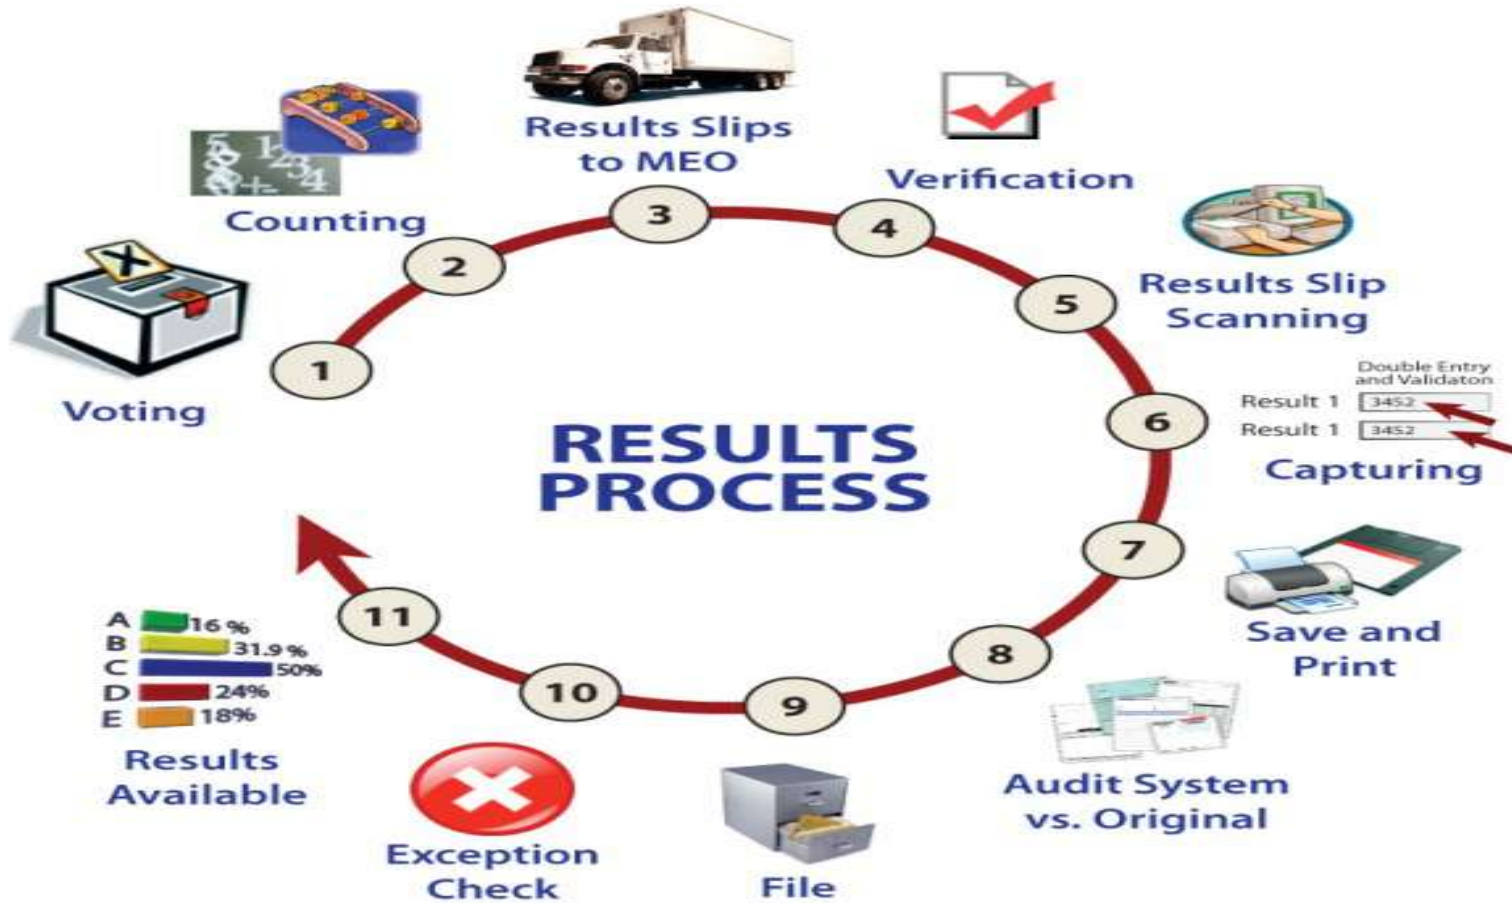 RESULTS
PROCESS
1
Voting
2
Counting
5 1234
3
Results Slips
to MEO
4
Verification
5
Results Slip
Scanning
6
Double Entry
and Validaton
Result 1 3452
Result 1 3452
Capturing
7
Save and
Print
8
Audit System
vs. Original
9
File
10
Exception
Check
11
A 16 %
B 31.9 %
C 50%
D 24%
E 18%
Results
Available